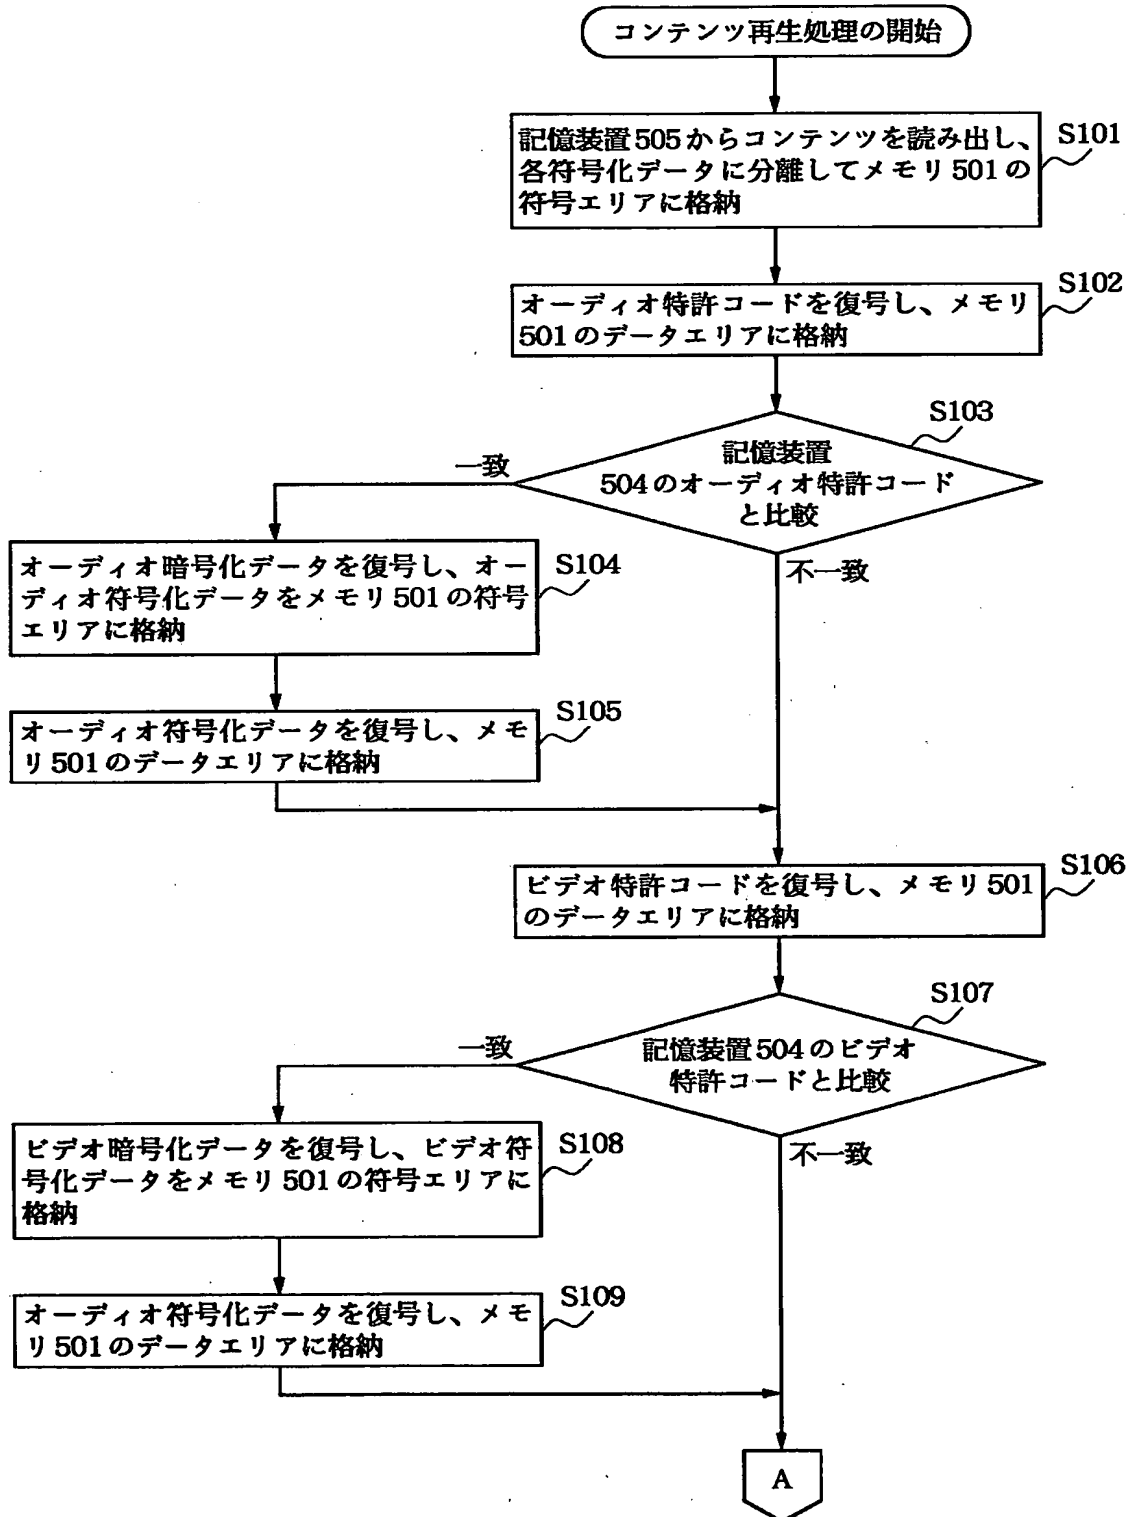 コンテンツ再生処理の開始
S101
記憶装置505からコンテンツを読み出し、
各符号化データに分離してメモリ501の
符号エリアに格納
S102
オーディオ特許コードを復号し、メモリ
501のデータエリアに格納
S103
記憶装置
504のオーディオ特許コード
と比較
一致
不一致
S104
オーディオ暗号化データを復号し、オー
ディオ符号化データをメモリ501の符号
エリアに格納
S105
オーディオ符号化データを復号し、メモ
リ501のデータエリアに格納
S106
ビデオ特許コードを復号し、メモリ501
のデータエリアに格納
S107
記憶装置504のビデオ
特許コードと比較
一致
不一致
S108
ビデオ暗号化データを復号し、ビデオ符
号化データをメモリ501の符号エリアに
格納
S109
オーディオ符号化データを復号し、メモ
リ501のデータエリアに格納
A